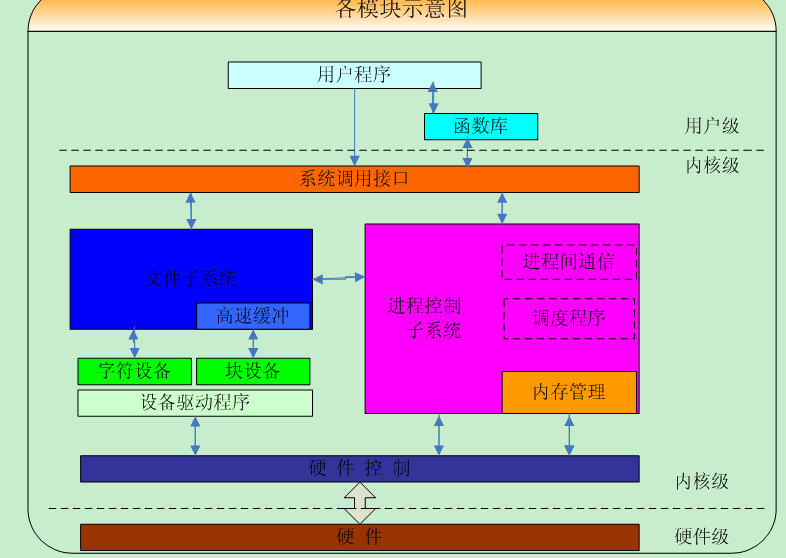 各模块示意图
用户程序
函数库
用户级
内核级
系统调用接口
文件子系统
高速缓冲
进程间通信
进程控制
子系统
调度程序
字符设备
块设备
设备驱动程序
内存管理
硬 件 控 制
内核级
硬 件
硬件级